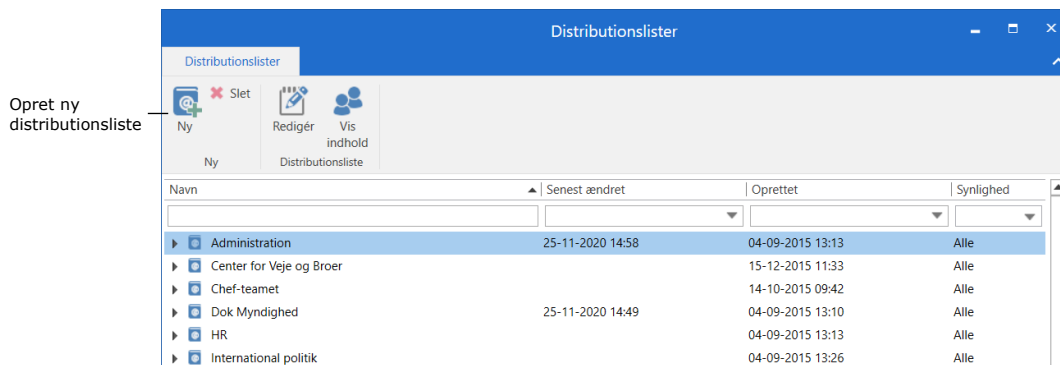 Distributionslister
Distributionslister
Opret ny
distributionsliste
Ny
Slet
Redigér
Vis
indhold
Ny
Distributionsliste
Navn Senest ændret Oprettet Synlighed
Administration 25-11-2020 14:58 04-09-2015 13:13 Alle
Center for Veje og Broer 15-12-2015 11:33 Alle
Chef-teamet 14-10-2015 09:42 Alle
Dok Myndighed 25-11-2020 14:49 04-09-2015 13:10 Alle
HR 04-09-2015 13:13 Alle
International politik 04-09-2015 13:26 Alle